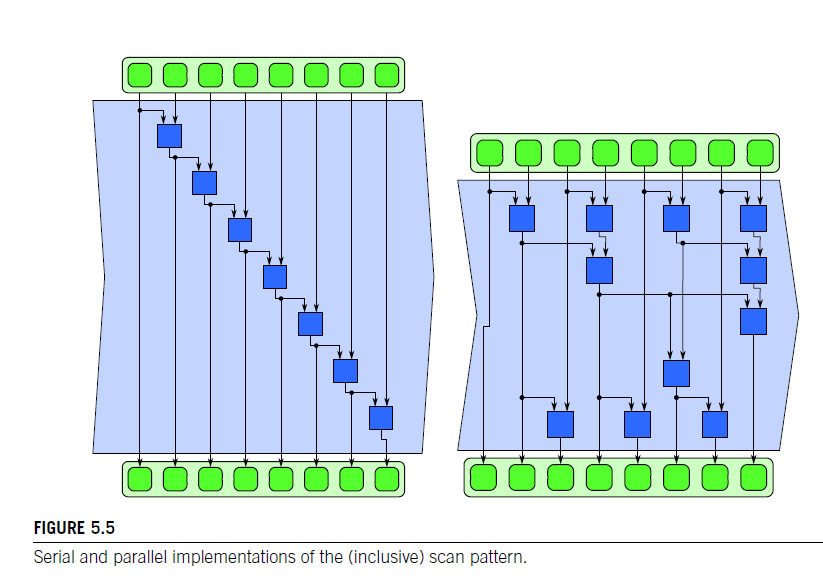 FIGURE 5.5
Serial and parallel implementations of the (inclusive) scan pattern.